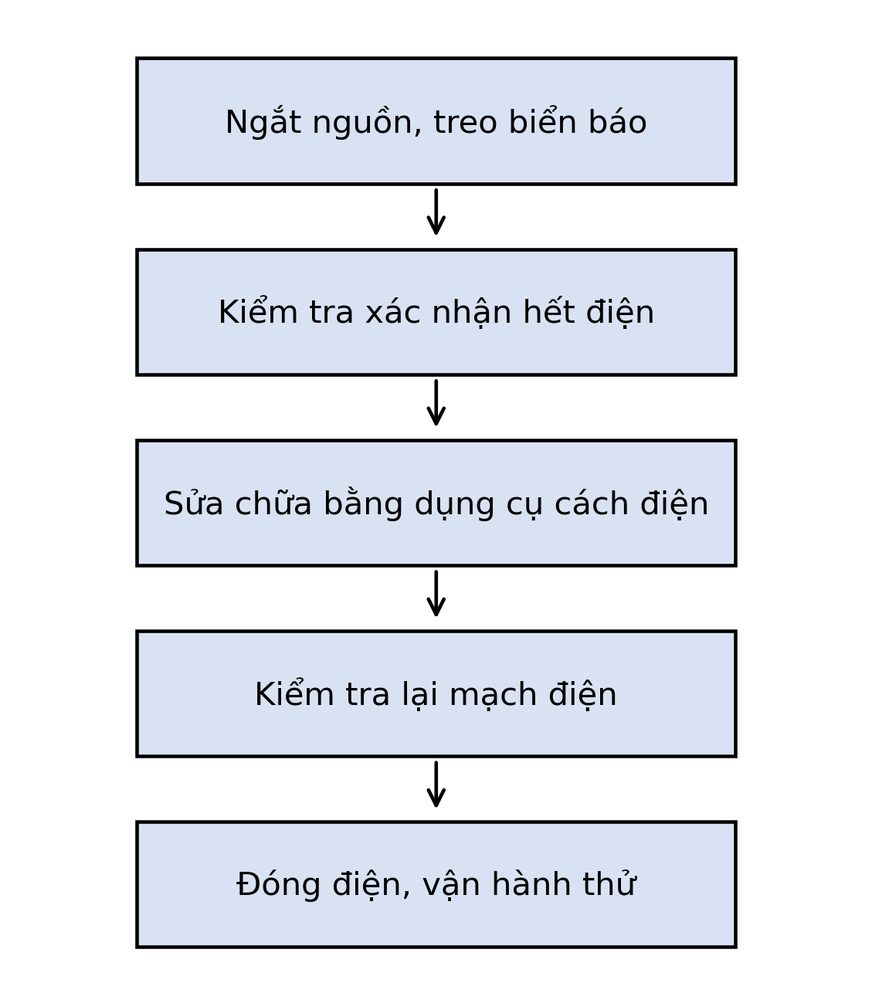 Ngắt nguồn, treo biển báo
Kiểm tra xác nhận hết điện
Sửa chữa bằng dụng cụ cách điện
Kiểm tra lại mạch điện
Đóng điện, vận hành thử